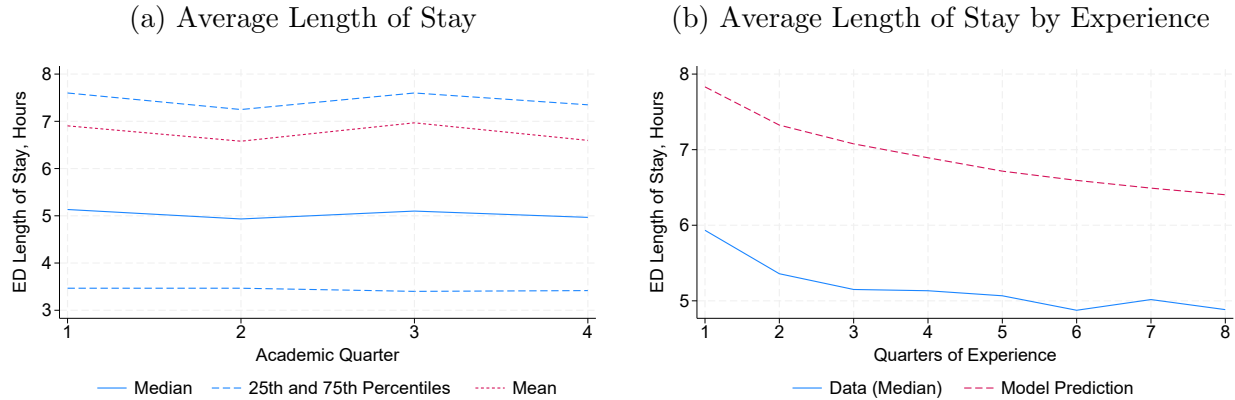 (a) Average Length of Stay
ED Length of Stay, Hours
8
7
6
5
4
3
1 2 3 4
Academic Quarter
Median 25th and 75th Percentiles Mean
(b) Average Length of Stay by Experience
ED Length of Stay, Hours
8
7
6
5
1 2 3 4 5 6 7 8
Quarters of Experience
Data (Median) Model Prediction